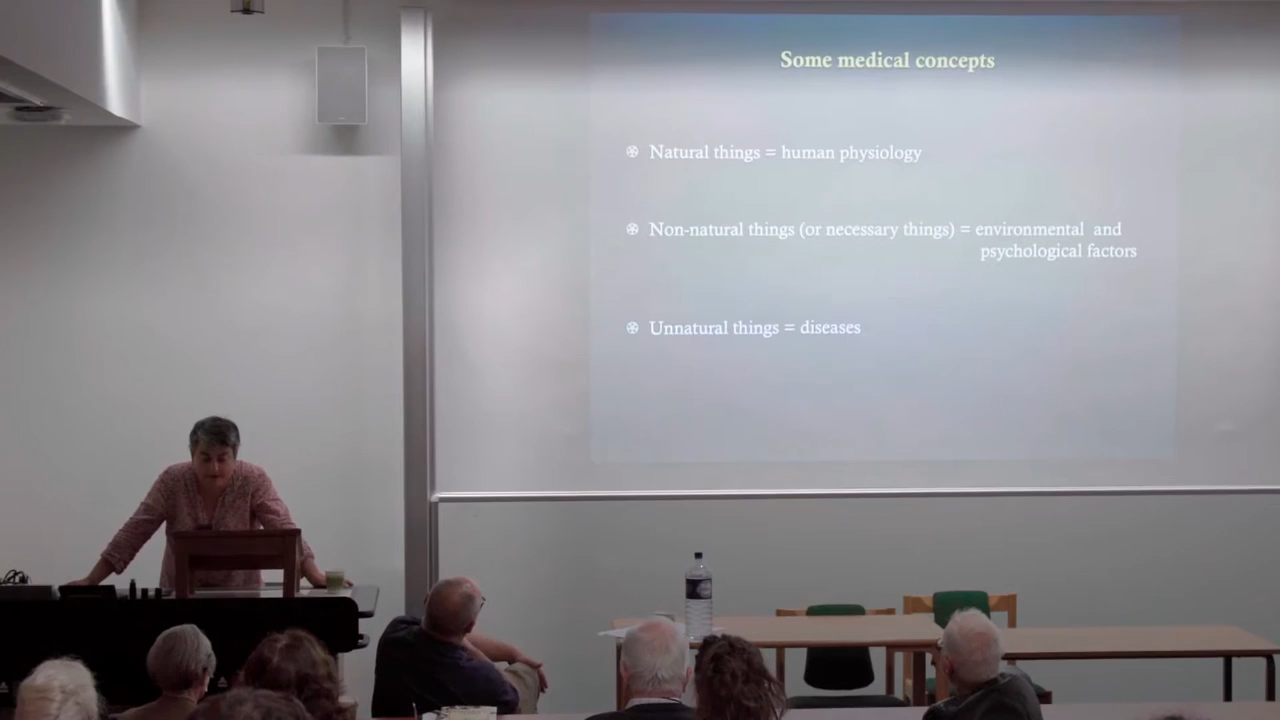 Some medical concepts
Natural things = human physiology
Non-natural things (or necessary things) = environmental and
psychological factors
Unnatural things = diseases